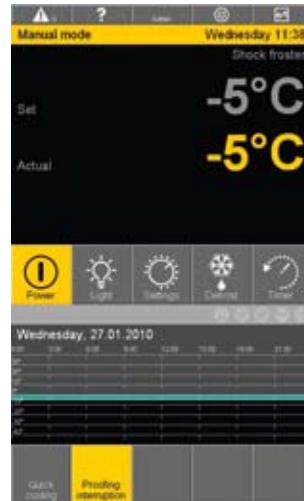 ?
Manual mode Wednesday 11:38
Shock froster
Set -5°C
Actual -5°C
Power Light Settings Defrost Timer
Wednesday, 27.01.2010
Quick cooling
Proofing interruption